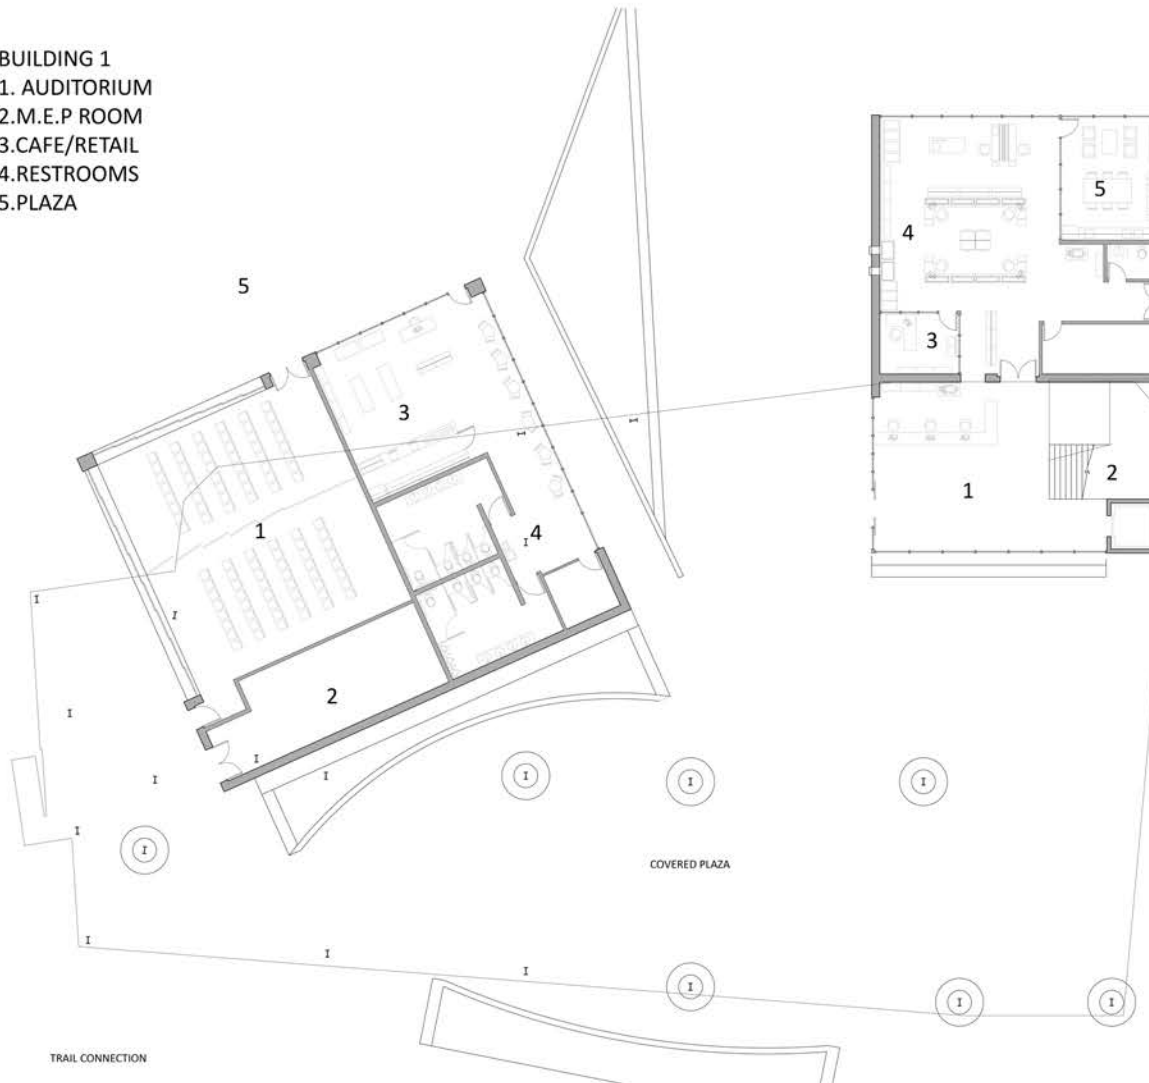 BUILDING 1
1. AUDITORIUM
2.M.E.P ROOM
3.CAFE/RETAIL
4.RESTROOMS
5.PLAZA
5
4
5
3
3
1
2
1
4
2
COVERED PLAZA
TRAIL CONNECTION